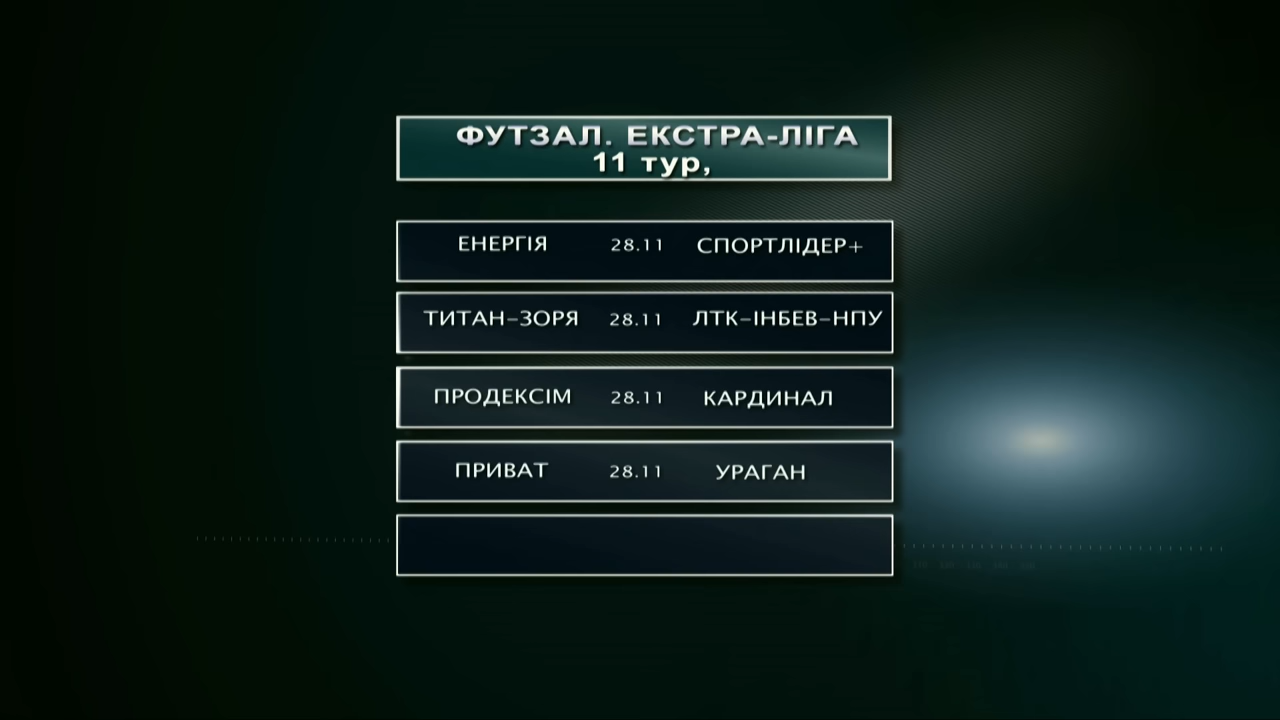 ФУТЗАЛ. ЕКСТРА-ЛІГА
11 тур,
ЕНЕРГІЯ 28.11 СПОРТЛІДЕР+
ТИТАН-ЗОРЯ 28.11 ЛТК-ІНБЕВ-НПУ
ПРОДЕКСІМ 28.11 КАРДИНАЛ
ПРИВАТ 28.11 УРАГАН